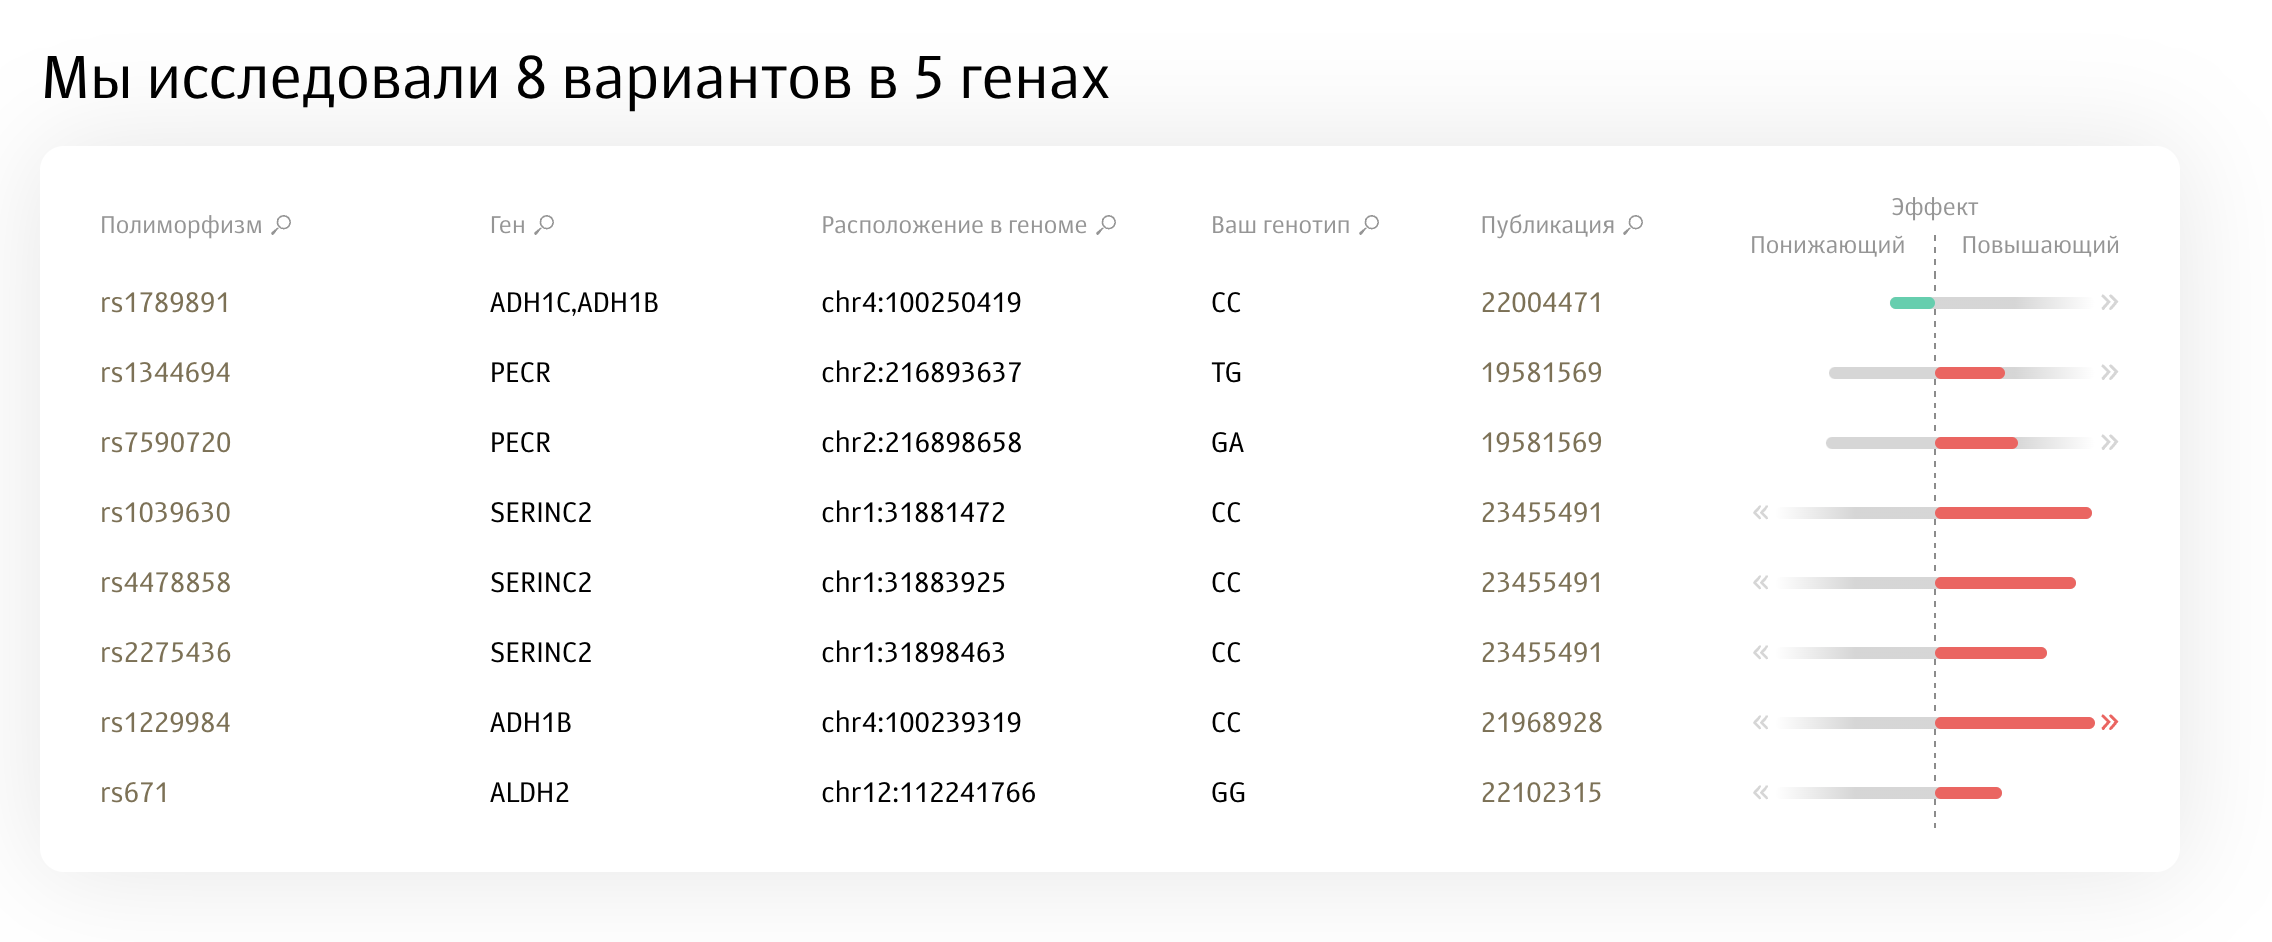 Мы исследовали 8 вариантов в 5 генах
Полиморфизм Ген Расположение в геноме Ваш генотип Публикация Эффект
Понижающий Повышающий
rs1789891 ADH1C,ADH1B chr4:100250419 CC 22004471
rs1344694 PECR chr2:216893637 TG 19581569
rs7590720 PECR chr2:216898658 GA 19581569
rs1039630 SERINC2 chr1:31881472 CC 23455491
rs4478858 SERINC2 chr1:31883925 CC 23455491
rs2275436 SERINC2 chr1:31898463 CC 23455491
rs1229984 ADH1B chr4:100239319 CC 21968928
rs671 ALDH2 chr12:112241766 GG 22102315